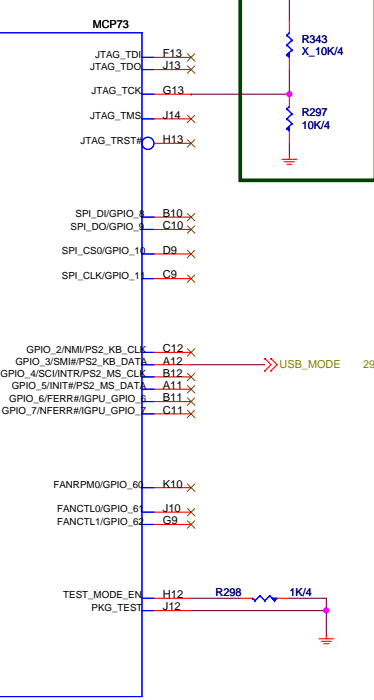 MCP73
R343
X_10K/4
JTAG_TDI F13
JTAG_TDO J13
JTAG_TCK G13
R297
10K/4
JTAG_TMS J14
JTAG_TRST# H13
SPI_DI/GPIO_8 B10
SPI_DO/GPIO_9 C10
SPI_CS0/GPIO_10 D9
SPI_CLK/GPIO_11 C9
GPIO_2/NMI/PS2_KB_CLK C12
GPIO_3/SMI#/PS2_KB_DATA A12 USB_MODE 29
GPIO_4/SCI/INTR/PS2_MS_CLK B12
GPIO_5/INIT#/PS2_MS_DATA A11
GPIO_6/FERR#/IGPU_GPIO_6 B11
GPIO_7/NFERR#/IGPU_GPIO_7 C11
FANRPM0/GPIO_60 K10
FANCTL0/GPIO_61 J10
FANCTL1/GPIO_62 G9
TEST_MODE_EN H12 R298 1K/4
PKG_TEST J12